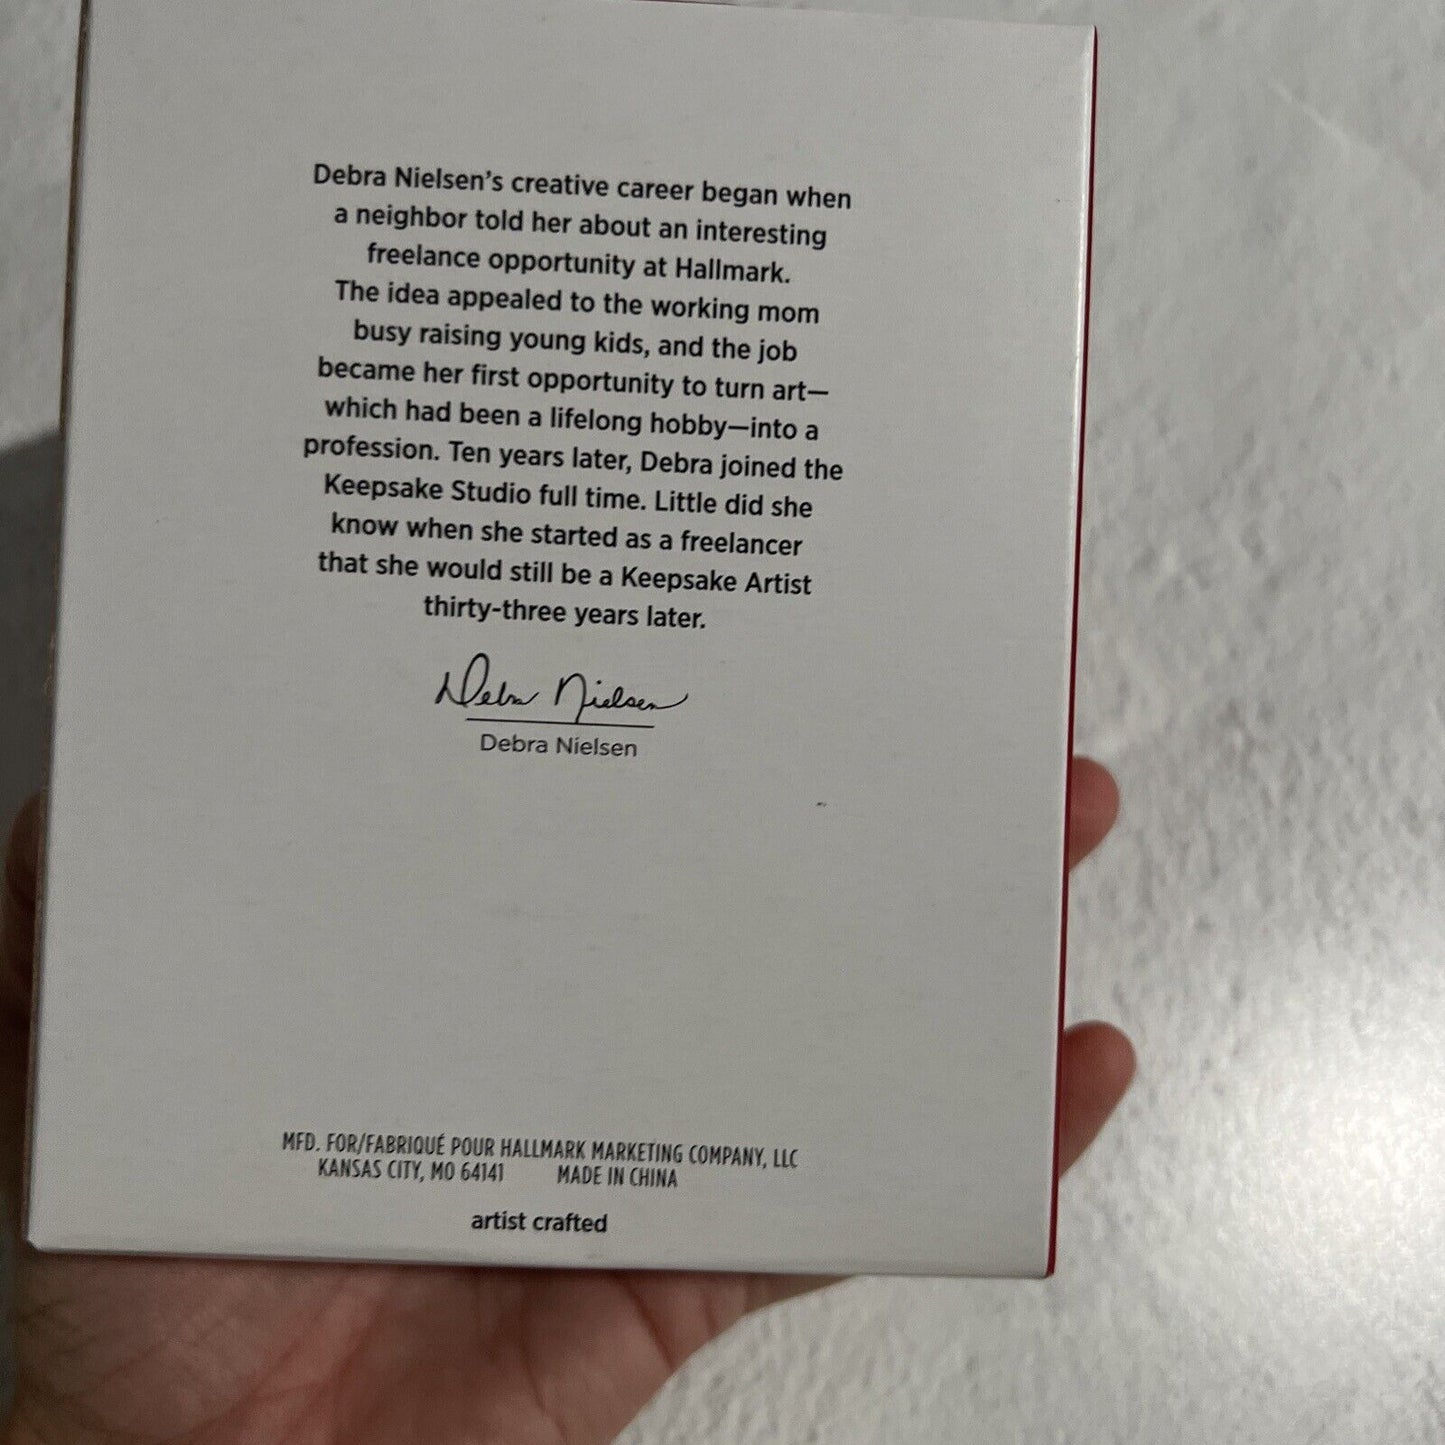 Debra Nielsen’s creative career began when
a neighbor told her about an interesting
freelance opportunity at Hallmark.
The idea appealed to the working mom
busy raising young kids, and the job
became her first opportunity to turn art—
which had been a lifelong hobby—into a
profession. Ten years later, Debra joined the
Keepsake Studio full time. Little did she
know when she started as a freelancer
that she would still be a Keepsake Artist
thirty-three years later.
Debra Nielsen
Debra Nielsen
MFD. FOR/FABRIQUÉ POUR HALLMARK MARKETING COMPANY, LLC
KANSAS CITY, MO 64141 MADE IN CHINA
artist crafted